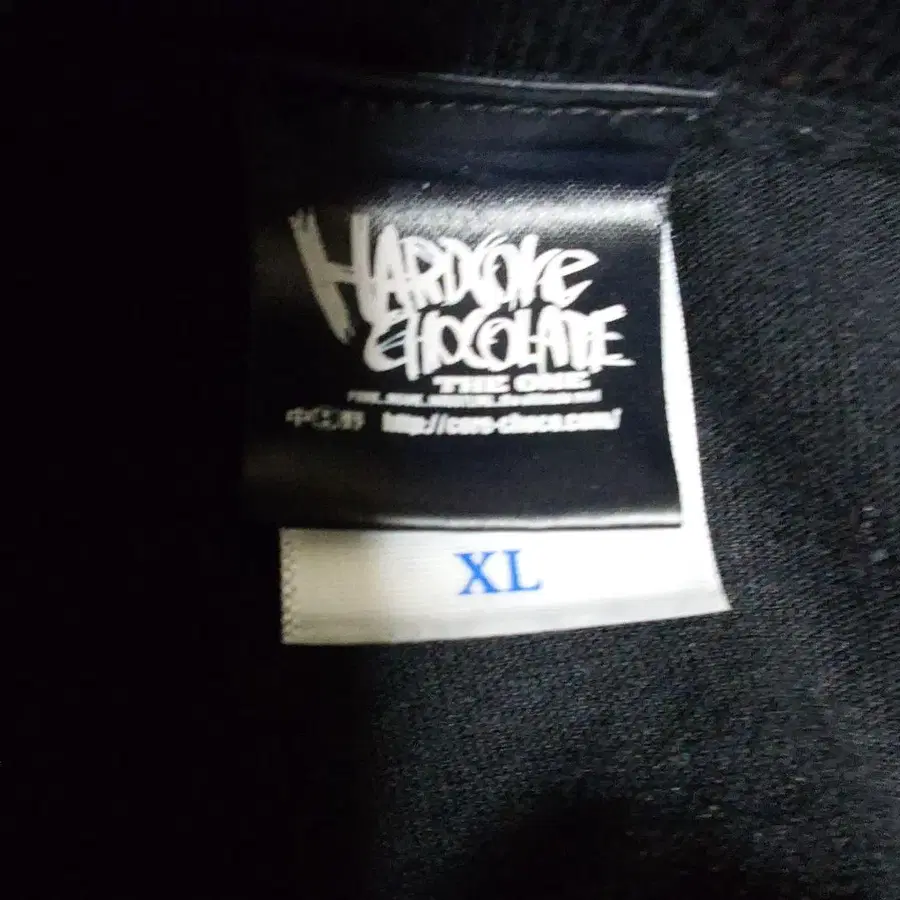 HARDCORE
CHOCOLATE
THE ONE
http://core-choco.com/
XL